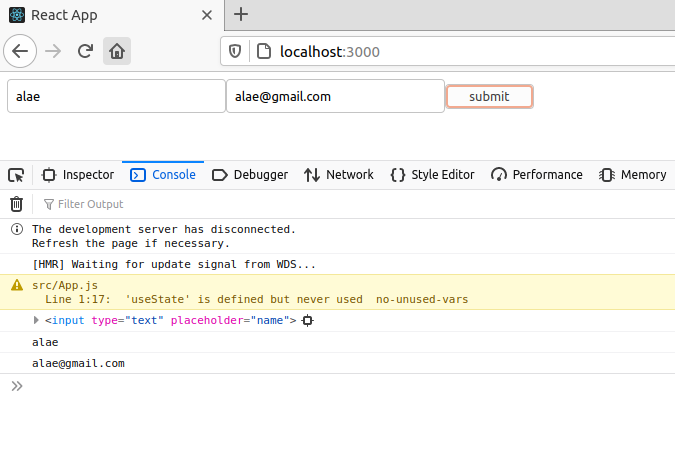 React App
localhost:3000
alae
alae@gmail.com
submit
Inspector
Console
Debugger
Network
Style Editor
Performance
Memory
Filter Output
The development server has disconnected.
Refresh the page if necessary.
[HMR] Waiting for update signal from WDS...
src/App.js
Line 1:17:  'useState' is defined but never used  no-unused-vars
<input type="text" placeholder="name">
alae
alae@gmail.com